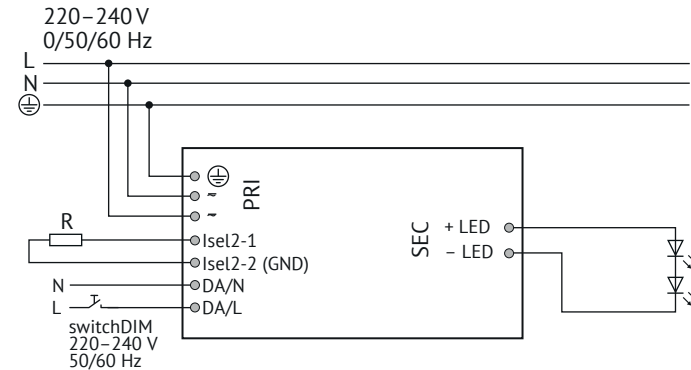 220–240 V
0/50/60 Hz
L
N
PRI
~
~
R
Isel2-1
Isel2-2 (GND)
N
DA/N
L
DA/L
switchDIM
220–240 V
50/60 Hz
SEC
+ LED
– LED